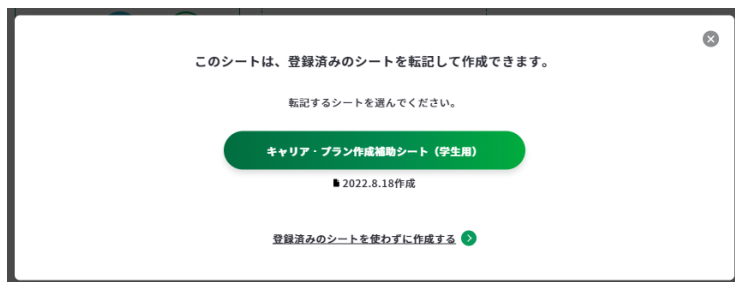 このシートは、登録済みのシートを転記して作成できます。
転記するシートを選んでください。
キャリア・プラン作成補助シート（学生用）
2022.8.18作成
登録済みのシートを使わずに作成する